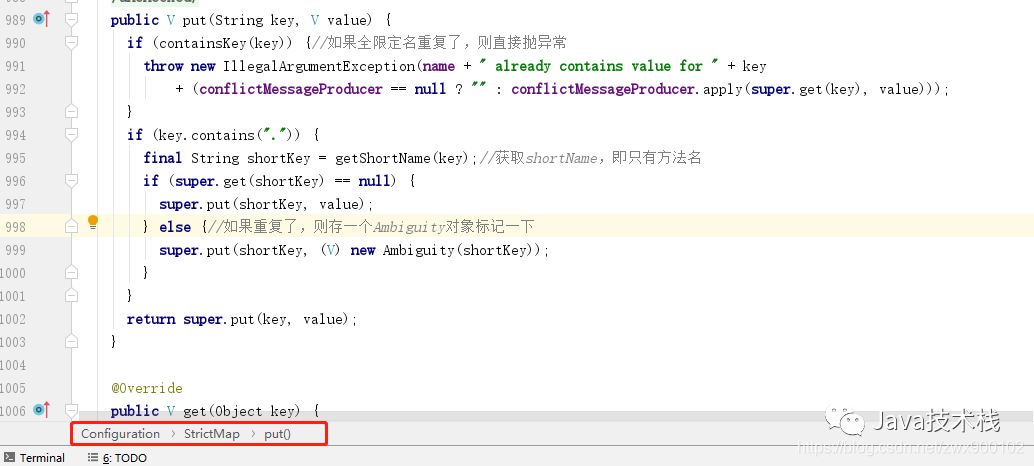 989 public V put(String key, V value) {
990 if (containsKey(key)) {//如果全限定名重复了，则直接抛异常
991 throw new IllegalArgumentException(name + " already contains value for " + key
992 + (conflictMessageProducer == null ? "" : conflictMessageProducer.apply(super.get(key), value)));
993 }
994 if (key.contains(".")) {
995 final String shortKey = getShortName(key);//获取shortName，即只有方法名
996 if (super.get(shortKey) == null) {
997 super.put(shortKey, value);
998 } else {//如果重复了，则存一个Ambiguity对象标记一下
999 super.put(shortKey, (V) new Ambiguity(shortKey));
1000 }
1001 }
1002 return super.put(key, value);
1003 }
1004
1005 @Override
1006 public V get(Object key) {
Java技术栈
Configuration › StrictMap › put()
https://blog.csdn.net/zwx900102
Terminal 6: TODO